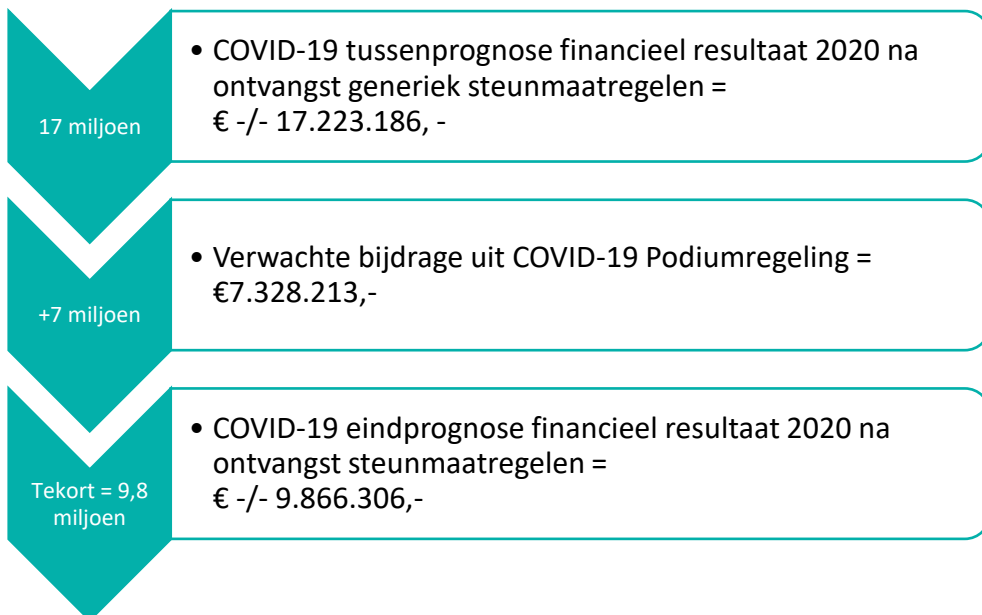 17 miljoen
• COVID-19 tussenprognose financieel resultaat 2020 na
ontvangst generiek steunmaatregelen =
€ -/- 17.223.186, -
+7 miljoen
• Verwachte bijdrage uit COVID-19 Podiumregeling =
€7.328.213,-
Tekort = 9,8
miljoen
• COVID-19 eindprognose financieel resultaat 2020 na
ontvangst steunmaatregelen =
€ -/- 9.866.306,-